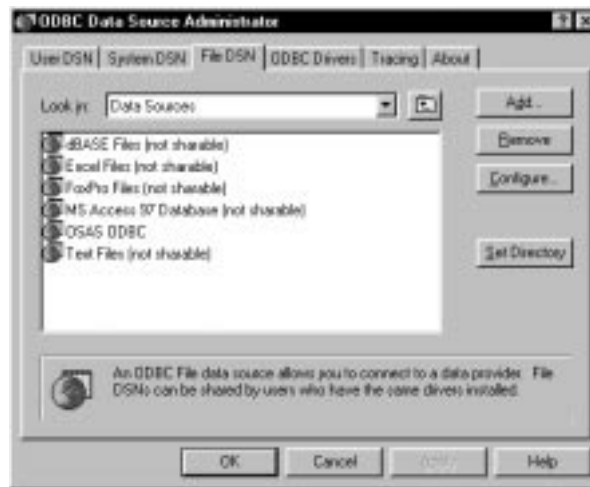 ODBC Data Source Administrator
User DSN System DSN File DSN ODBC Drivers Tracing About
Look in: Data Sources Add...
dBASE Files (not sharable) Remove
Excel Files (not sharable)
FoxPro Files (not sharable) Configure...
MS Access 97 Database (not sharable)
OSAS ODBC
Text Files (not sharable) Set Directory
An ODBC File data source allows you to connect to a data provider. File
DSNs can be shared by users who have the same drivers installed.
OK Cancel Apply Help